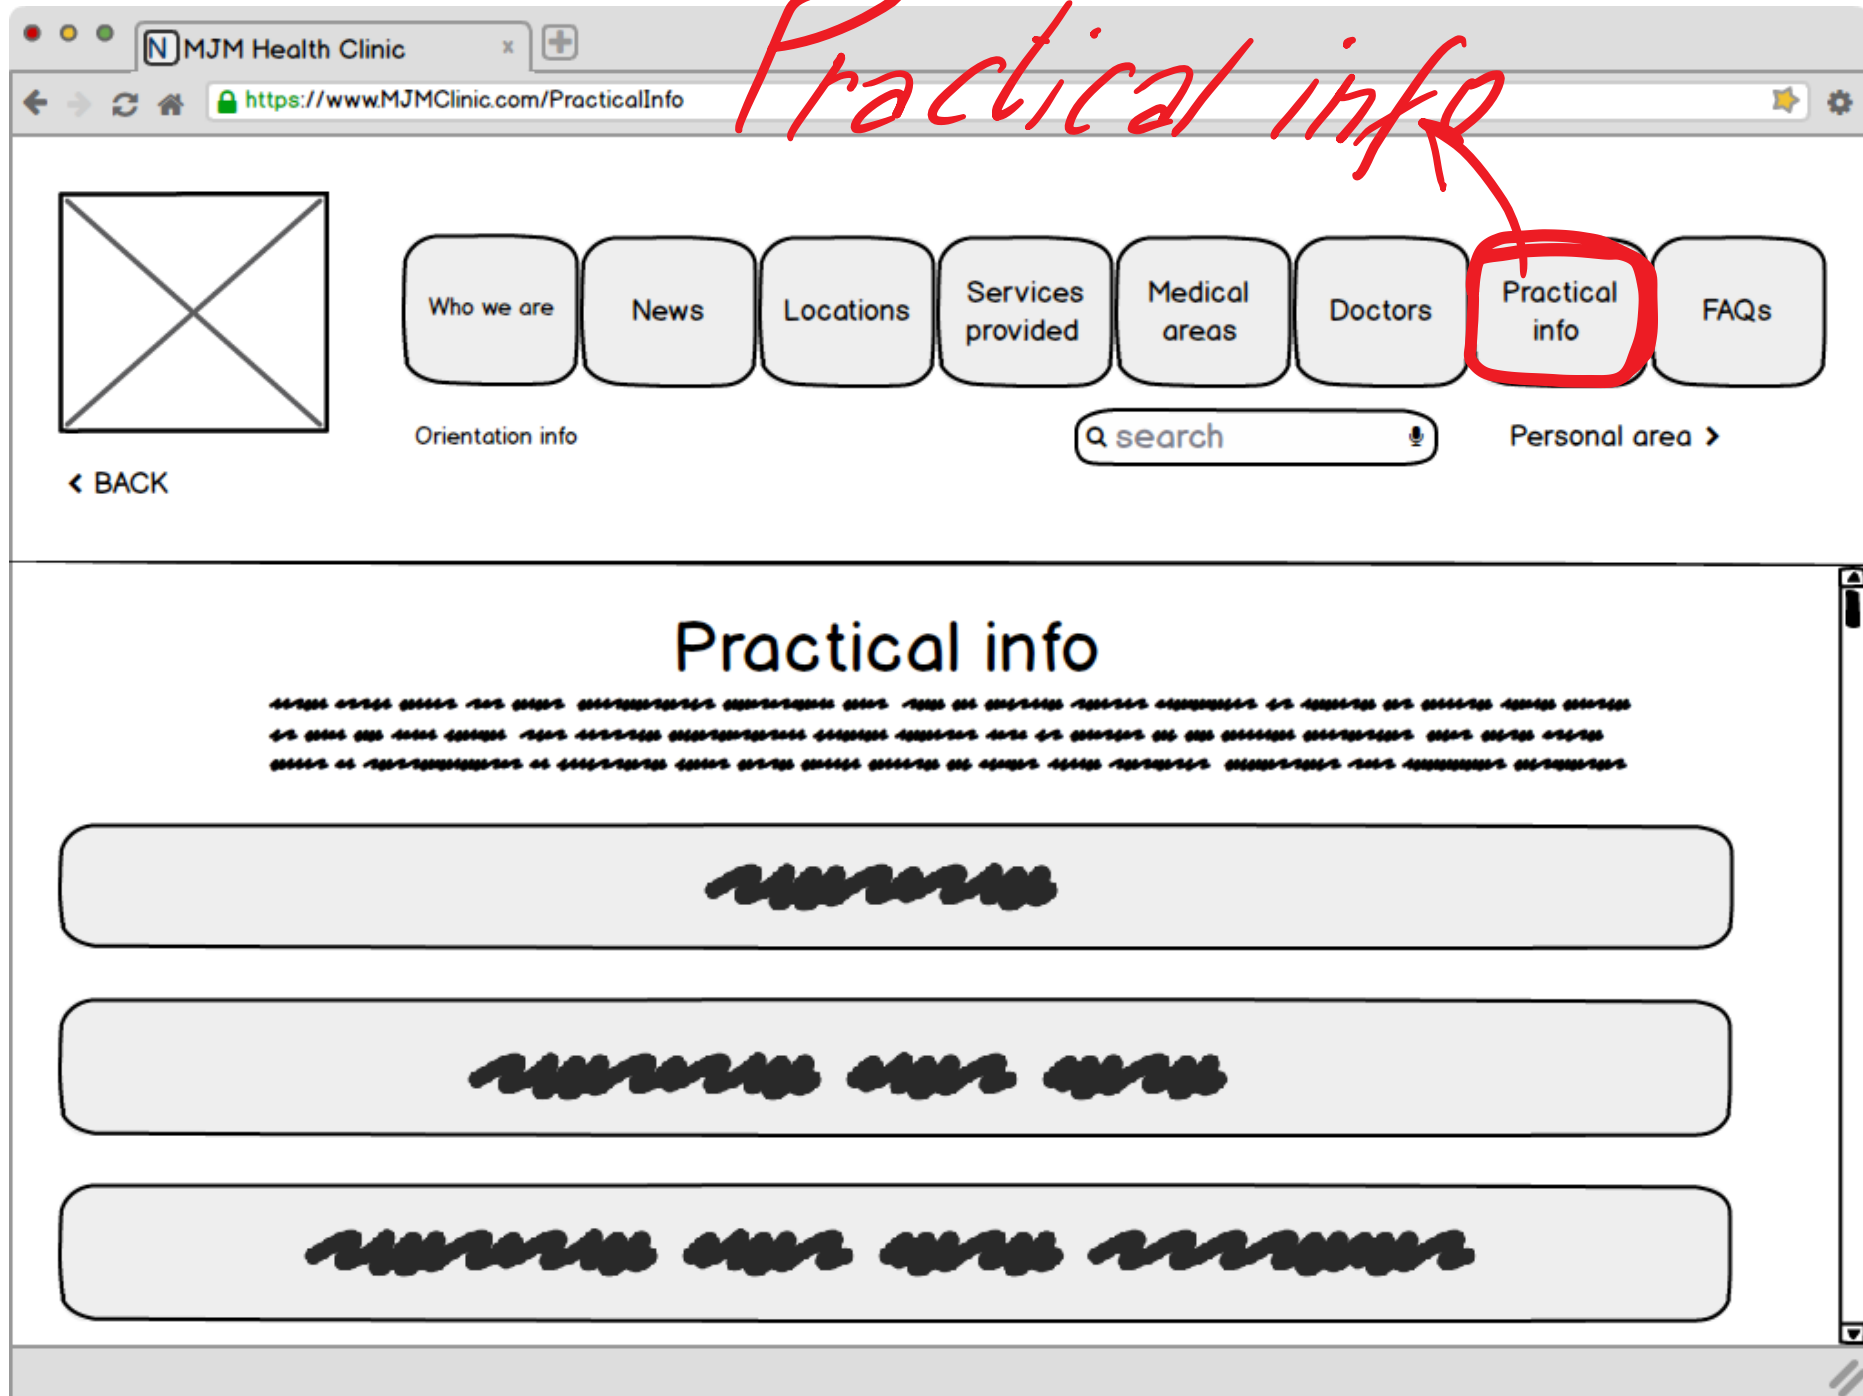 Practical info
N MJM Health Clinic x
https://www.MJMClinic.com/PracticalInfo
Who we are
News
Locations
Services
provided
Medical
areas
Doctors
Practical
info
FAQs
Orientation info
search
Personal area >
< BACK
Practical info